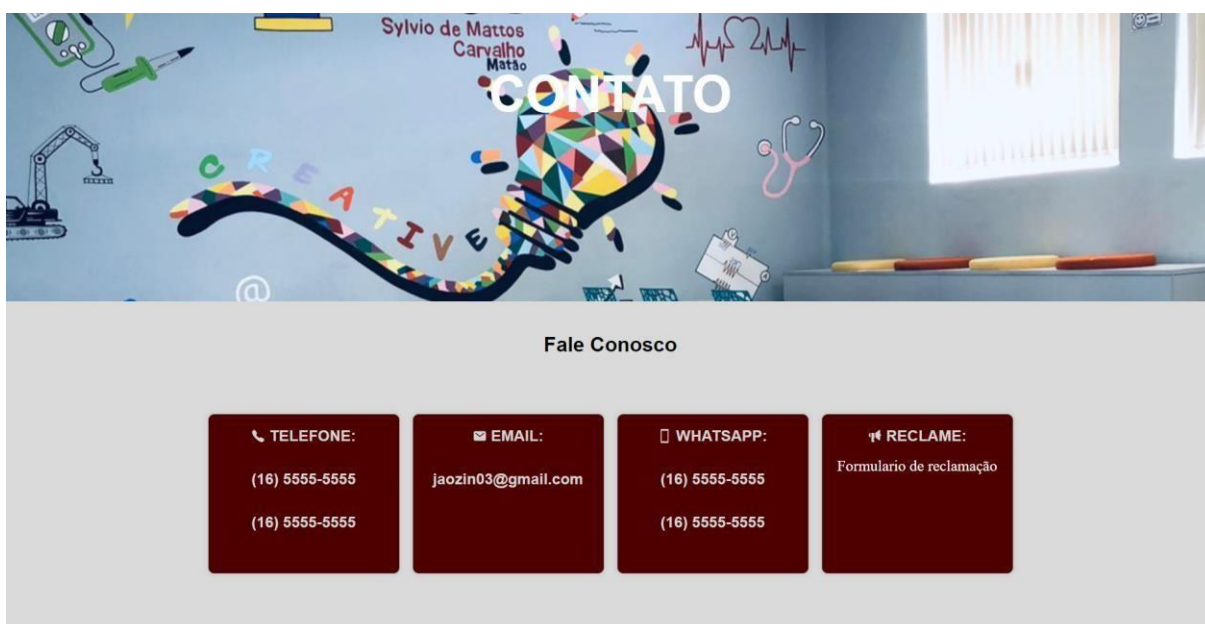 Sylvio de Mattos
Carvalho
Matão
CONTATO
CREATIVE
@
Fale Conosco
TELEFONE:
(16) 5555-5555
(16) 5555-5555
EMAIL:
jaozin03@gmail.com
WHATSAPP:
(16) 5555-5555
(16) 5555-5555
RECLAME:
Formulario de reclamação